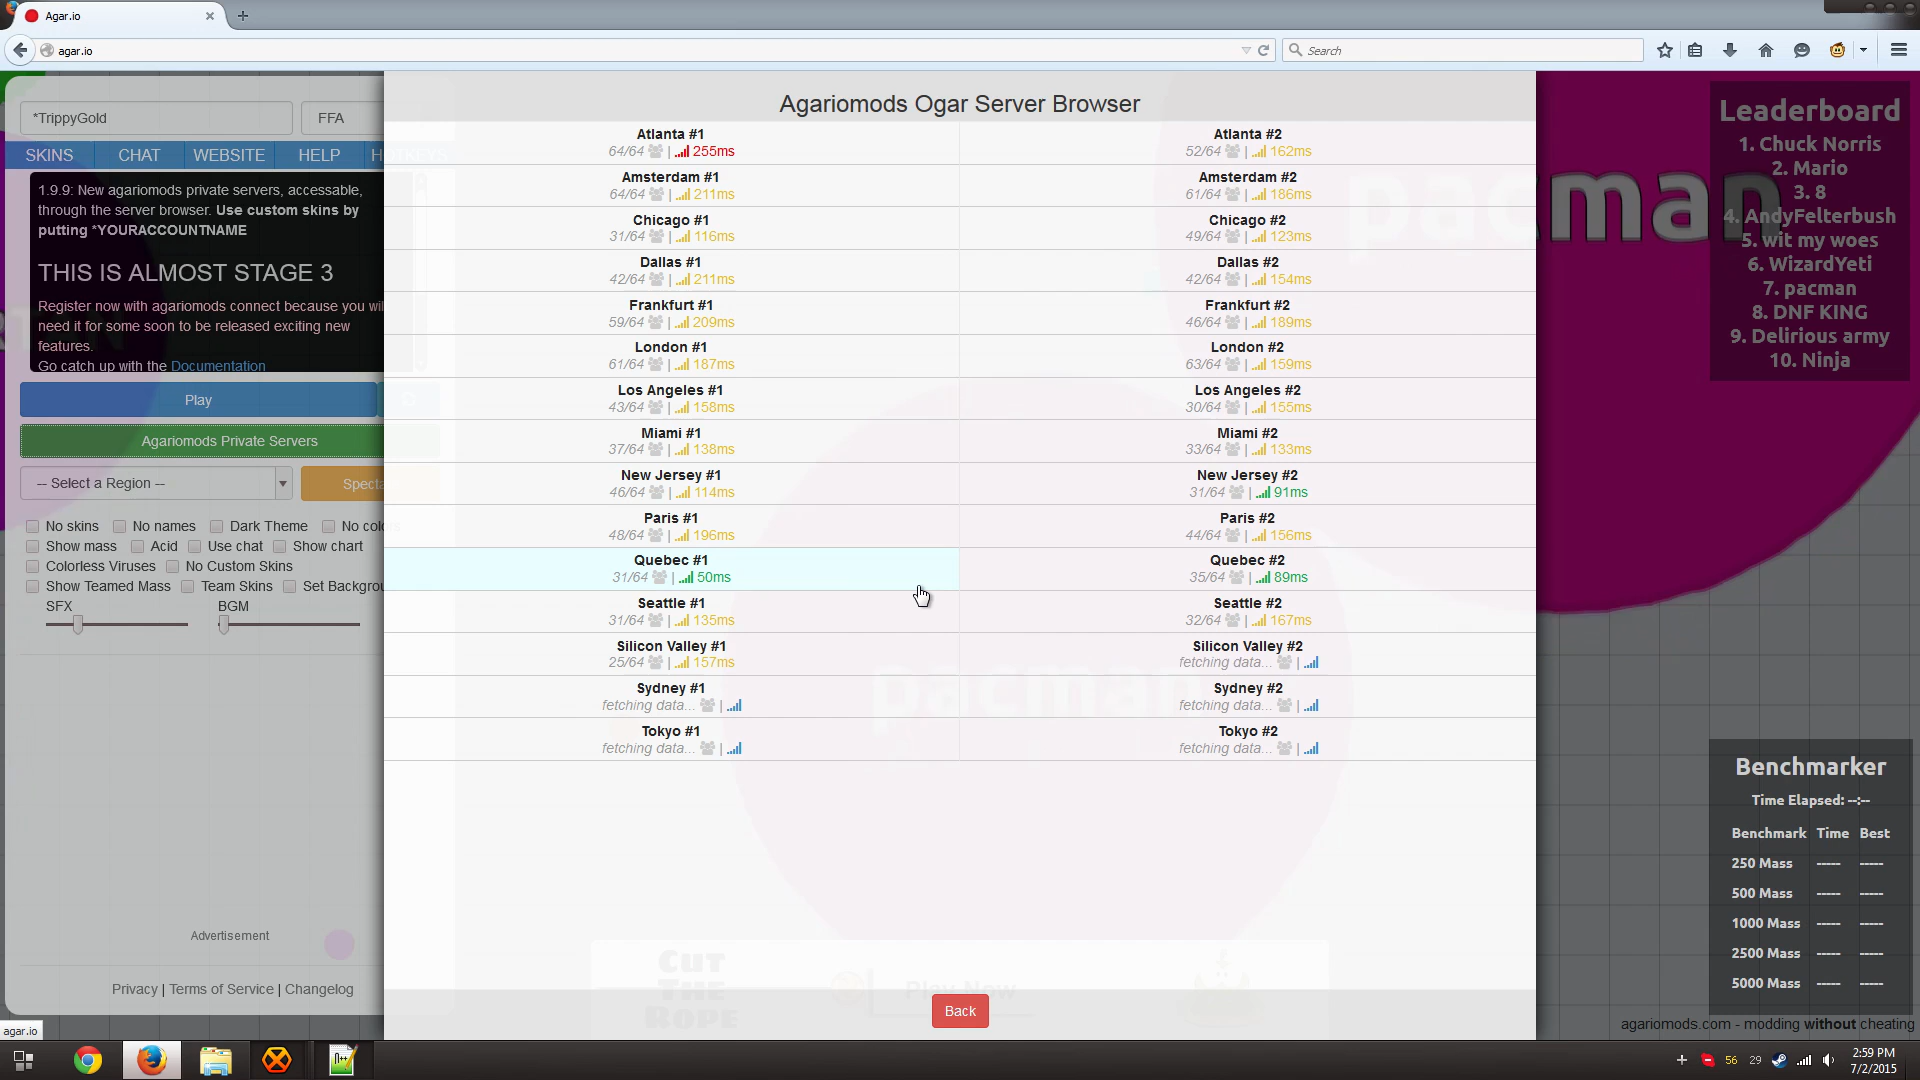 Agar.io
agar.io
Search
*TrippyGold
FFA
SKINS
CHAT
WEBSITE
HELP
1.9.9: New agariomods private servers, accessable,
through the server browser. Use custom skins by
putting *YOURACCOUNTNAME
THIS IS ALMOST STAGE 3
Register now with agariomods connect because you wil
need it for some soon to be released exciting new
features.
Go catch up with the Documentation
Play
Agariomods Private Servers
-- Select a Region --
Specta
No skins
No names
Dark Theme
No colo
Show mass
Acid
Use chat
Show chart
Colorless Viruses
No Custom Skins
Show Teamed Mass
Team Skins
Set Backgrou
SFX
BGM
Advertisement
Privacy | Terms of Service | Changelog
agar.io
Agariomods Ogar Server Browser
Atlanta #1
64/64 | 255ms
Atlanta #2
52/64 | 162ms
Amsterdam #1
64/64 | 211ms
Amsterdam #2
61/64 | 186ms
Chicago #1
31/64 | 116ms
Chicago #2
49/64 | 123ms
Dallas #1
42/64 | 211ms
Dallas #2
42/64 | 154ms
Frankfurt #1
59/64 | 209ms
Frankfurt #2
46/64 | 189ms
London #1
61/64 | 187ms
London #2
63/64 | 159ms
Los Angeles #1
43/64 | 158ms
Los Angeles #2
30/64 | 155ms
Miami #1
37/64 | 138ms
Miami #2
33/64 | 133ms
New Jersey #1
46/64 | 114ms
New Jersey #2
31/64 | 91ms
Paris #1
48/64 | 196ms
Paris #2
44/64 | 156ms
Quebec #1
31/64 | 50ms
Quebec #2
35/64 | 89ms
Seattle #1
31/64 | 135ms
Seattle #2
32/64 | 167ms
Silicon Valley #1
25/64 | 157ms
Silicon Valley #2
fetching data... |
Sydney #1
fetching data... |
Sydney #2
fetching data... |
Tokyo #1
fetching data... |
Tokyo #2
fetching data... |
pacman
pacman
CUT
THE
ROPE
Play Now
Back
Leaderboard
1. Chuck Norris
2. Mario
3. 8
4. AndyFelterbush
5. wit my woes
6. WizardYeti
7. pacman
8. DNF KING
9. Delirious army
10. Ninja
Benchmarker
Time Elapsed: --:--
Benchmark Time Best
250 Mass ----- -----
500 Mass ----- -----
1000 Mass ----- -----
2500 Mass ----- -----
5000 Mass ----- -----
agariomods.com - modding without cheating
56
29
2:59 PM
7/2/2015